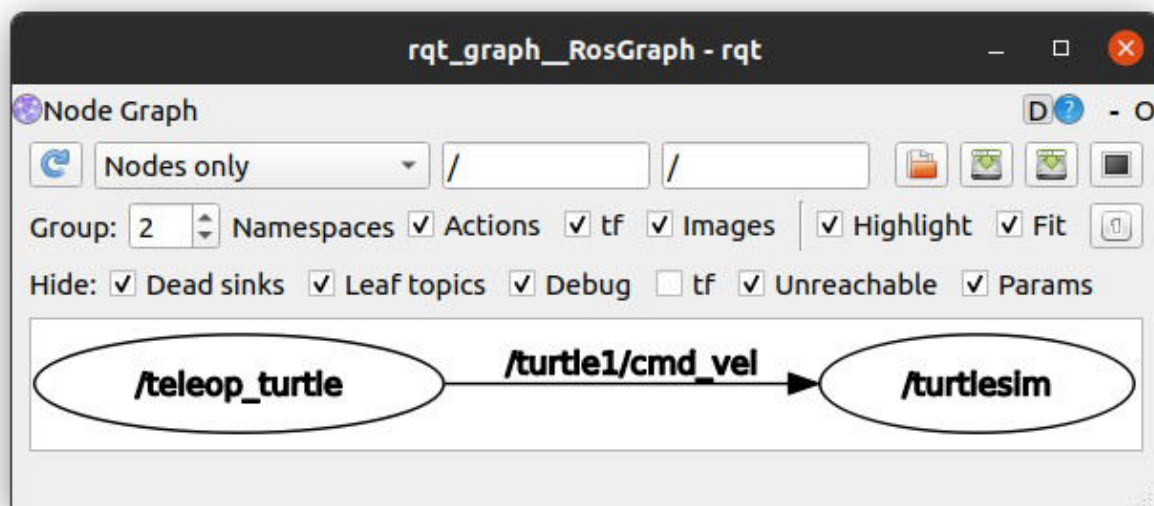 rqt_graph__RosGraph - rqt
Node Graph D ? - O
Nodes only / /
Group: 2 Namespaces Actions tf Images Highlight Fit
Hide: Dead sinks Leaf topics Debug tf Unreachable Params
/teleop_turtle /turtle1/cmd_vel /turtlesim